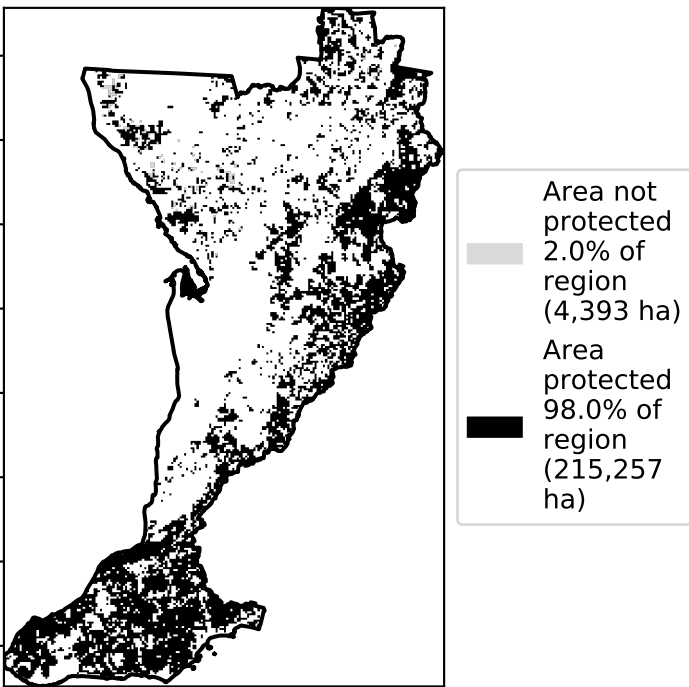 Area not
protected
2.0% of
region
(4,393 ha)
Area
protected
98.0% of
region
(215,257
ha)